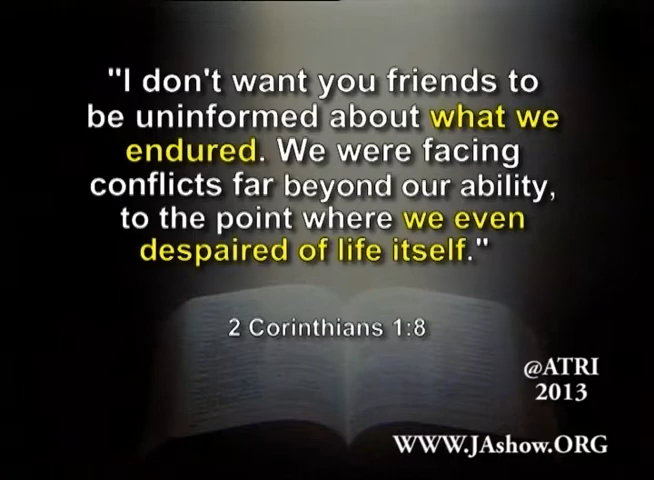 "I don't want you friends to
be uninformed about what we
endured. We were facing
conflicts far beyond our ability,
to the point where we even
despaired of life itself."
2 Corinthians 1:8
@ATRI
2013
WWW.JAshow.ORG